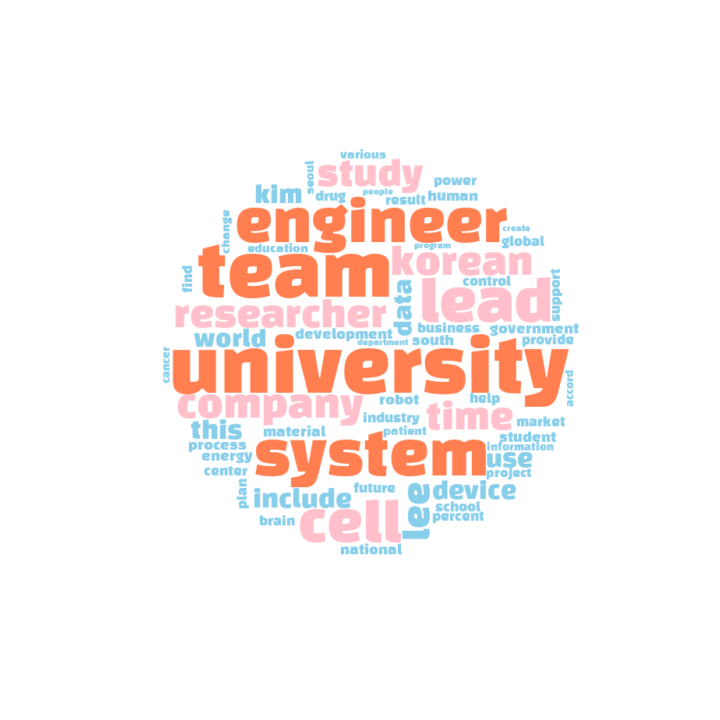 various
seoul
study
power
people
kim
drug
result
human
engineer
create
change
global
education
program
team
korean
find
control
support
data
lead
researcher
business
government
development
world
south
provide
department
university
cancer
accord
company
robot
help
time
industry
market
this
material
patient
student
process
system
information
energy
use
center
project
plan
include
future
lee
device
school
cell
percent
brain
national